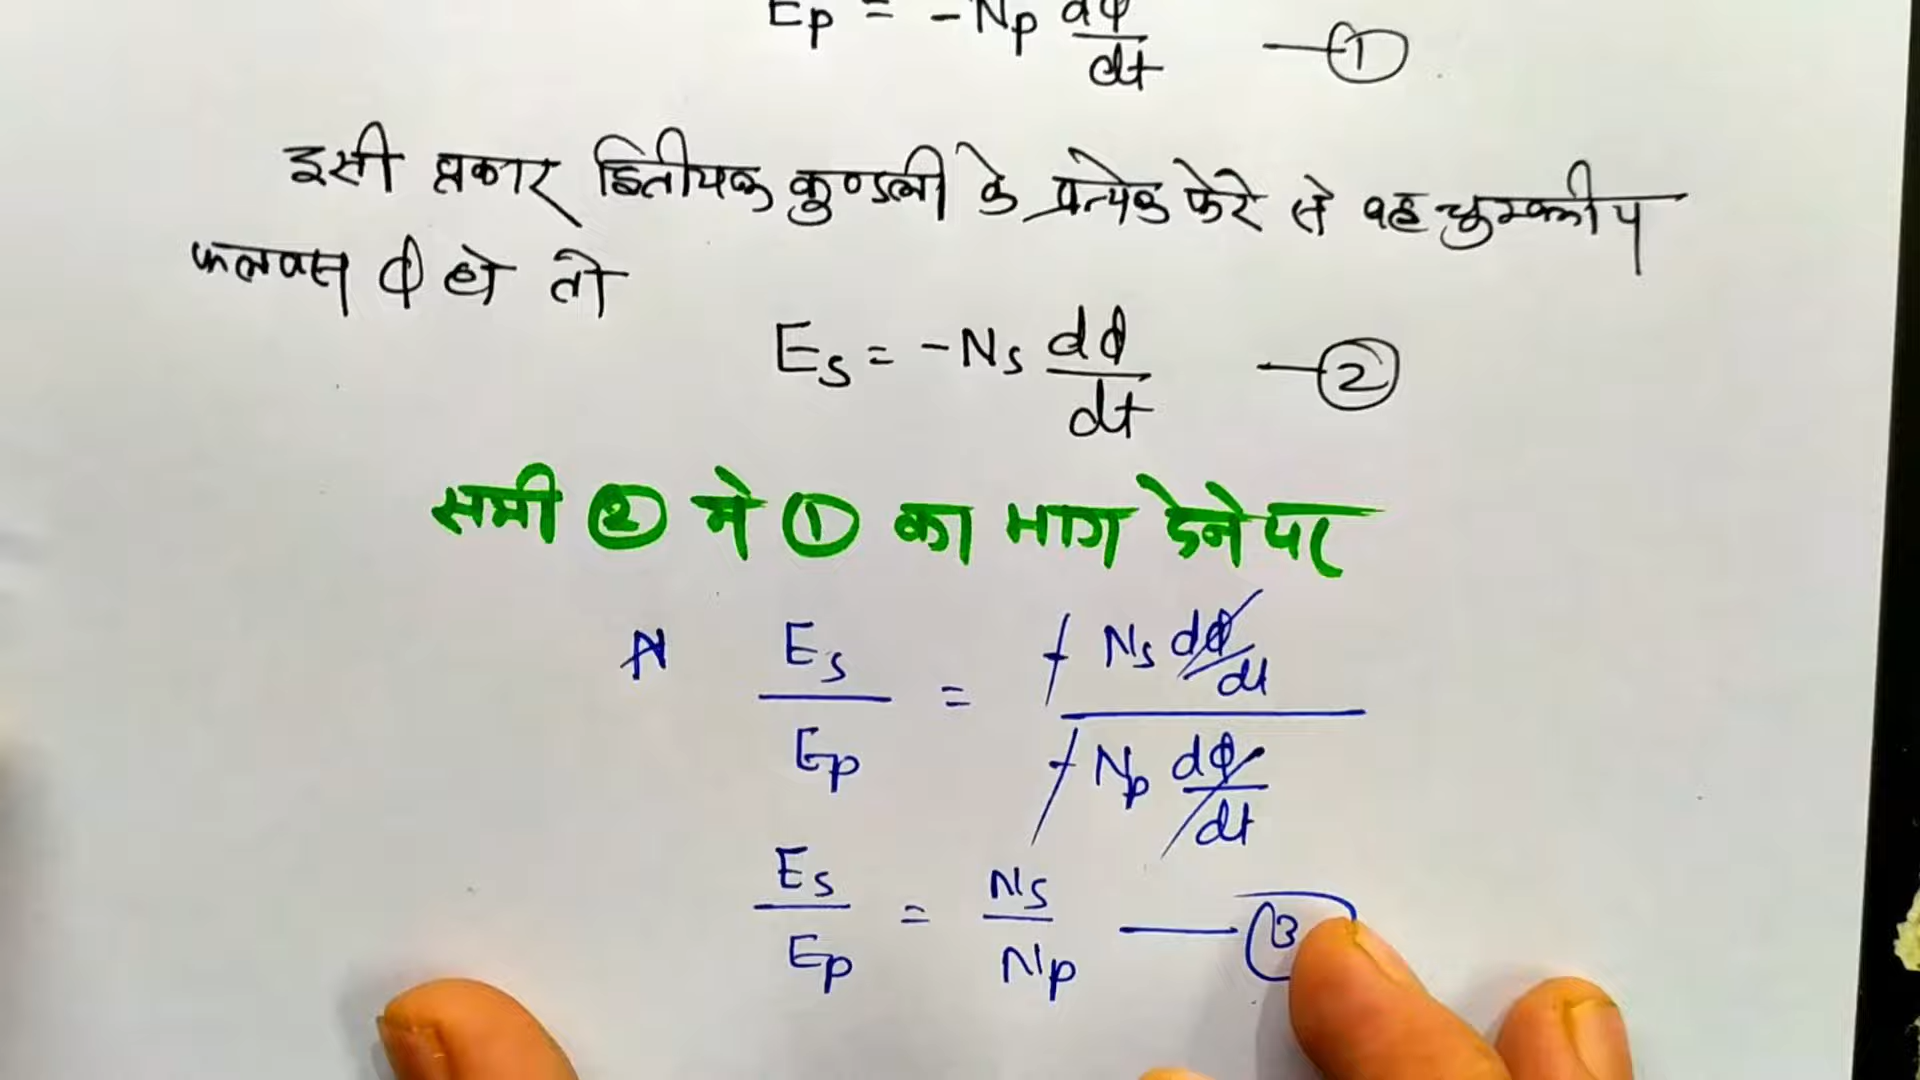 Ep = -Np dφ/dt —①
इसी प्रकार द्वितीयक कुण्डली के प्रत्येक फेरे से वह चुम्बकीय
फलक्स φ हो तो
Es = -Ns dφ/dt —②
समी ② मे ① का भाग देने पर
Es/Ep = -Ns dφ/dt / -Np dφ/dt
Es/Ep = Ns/Np —③